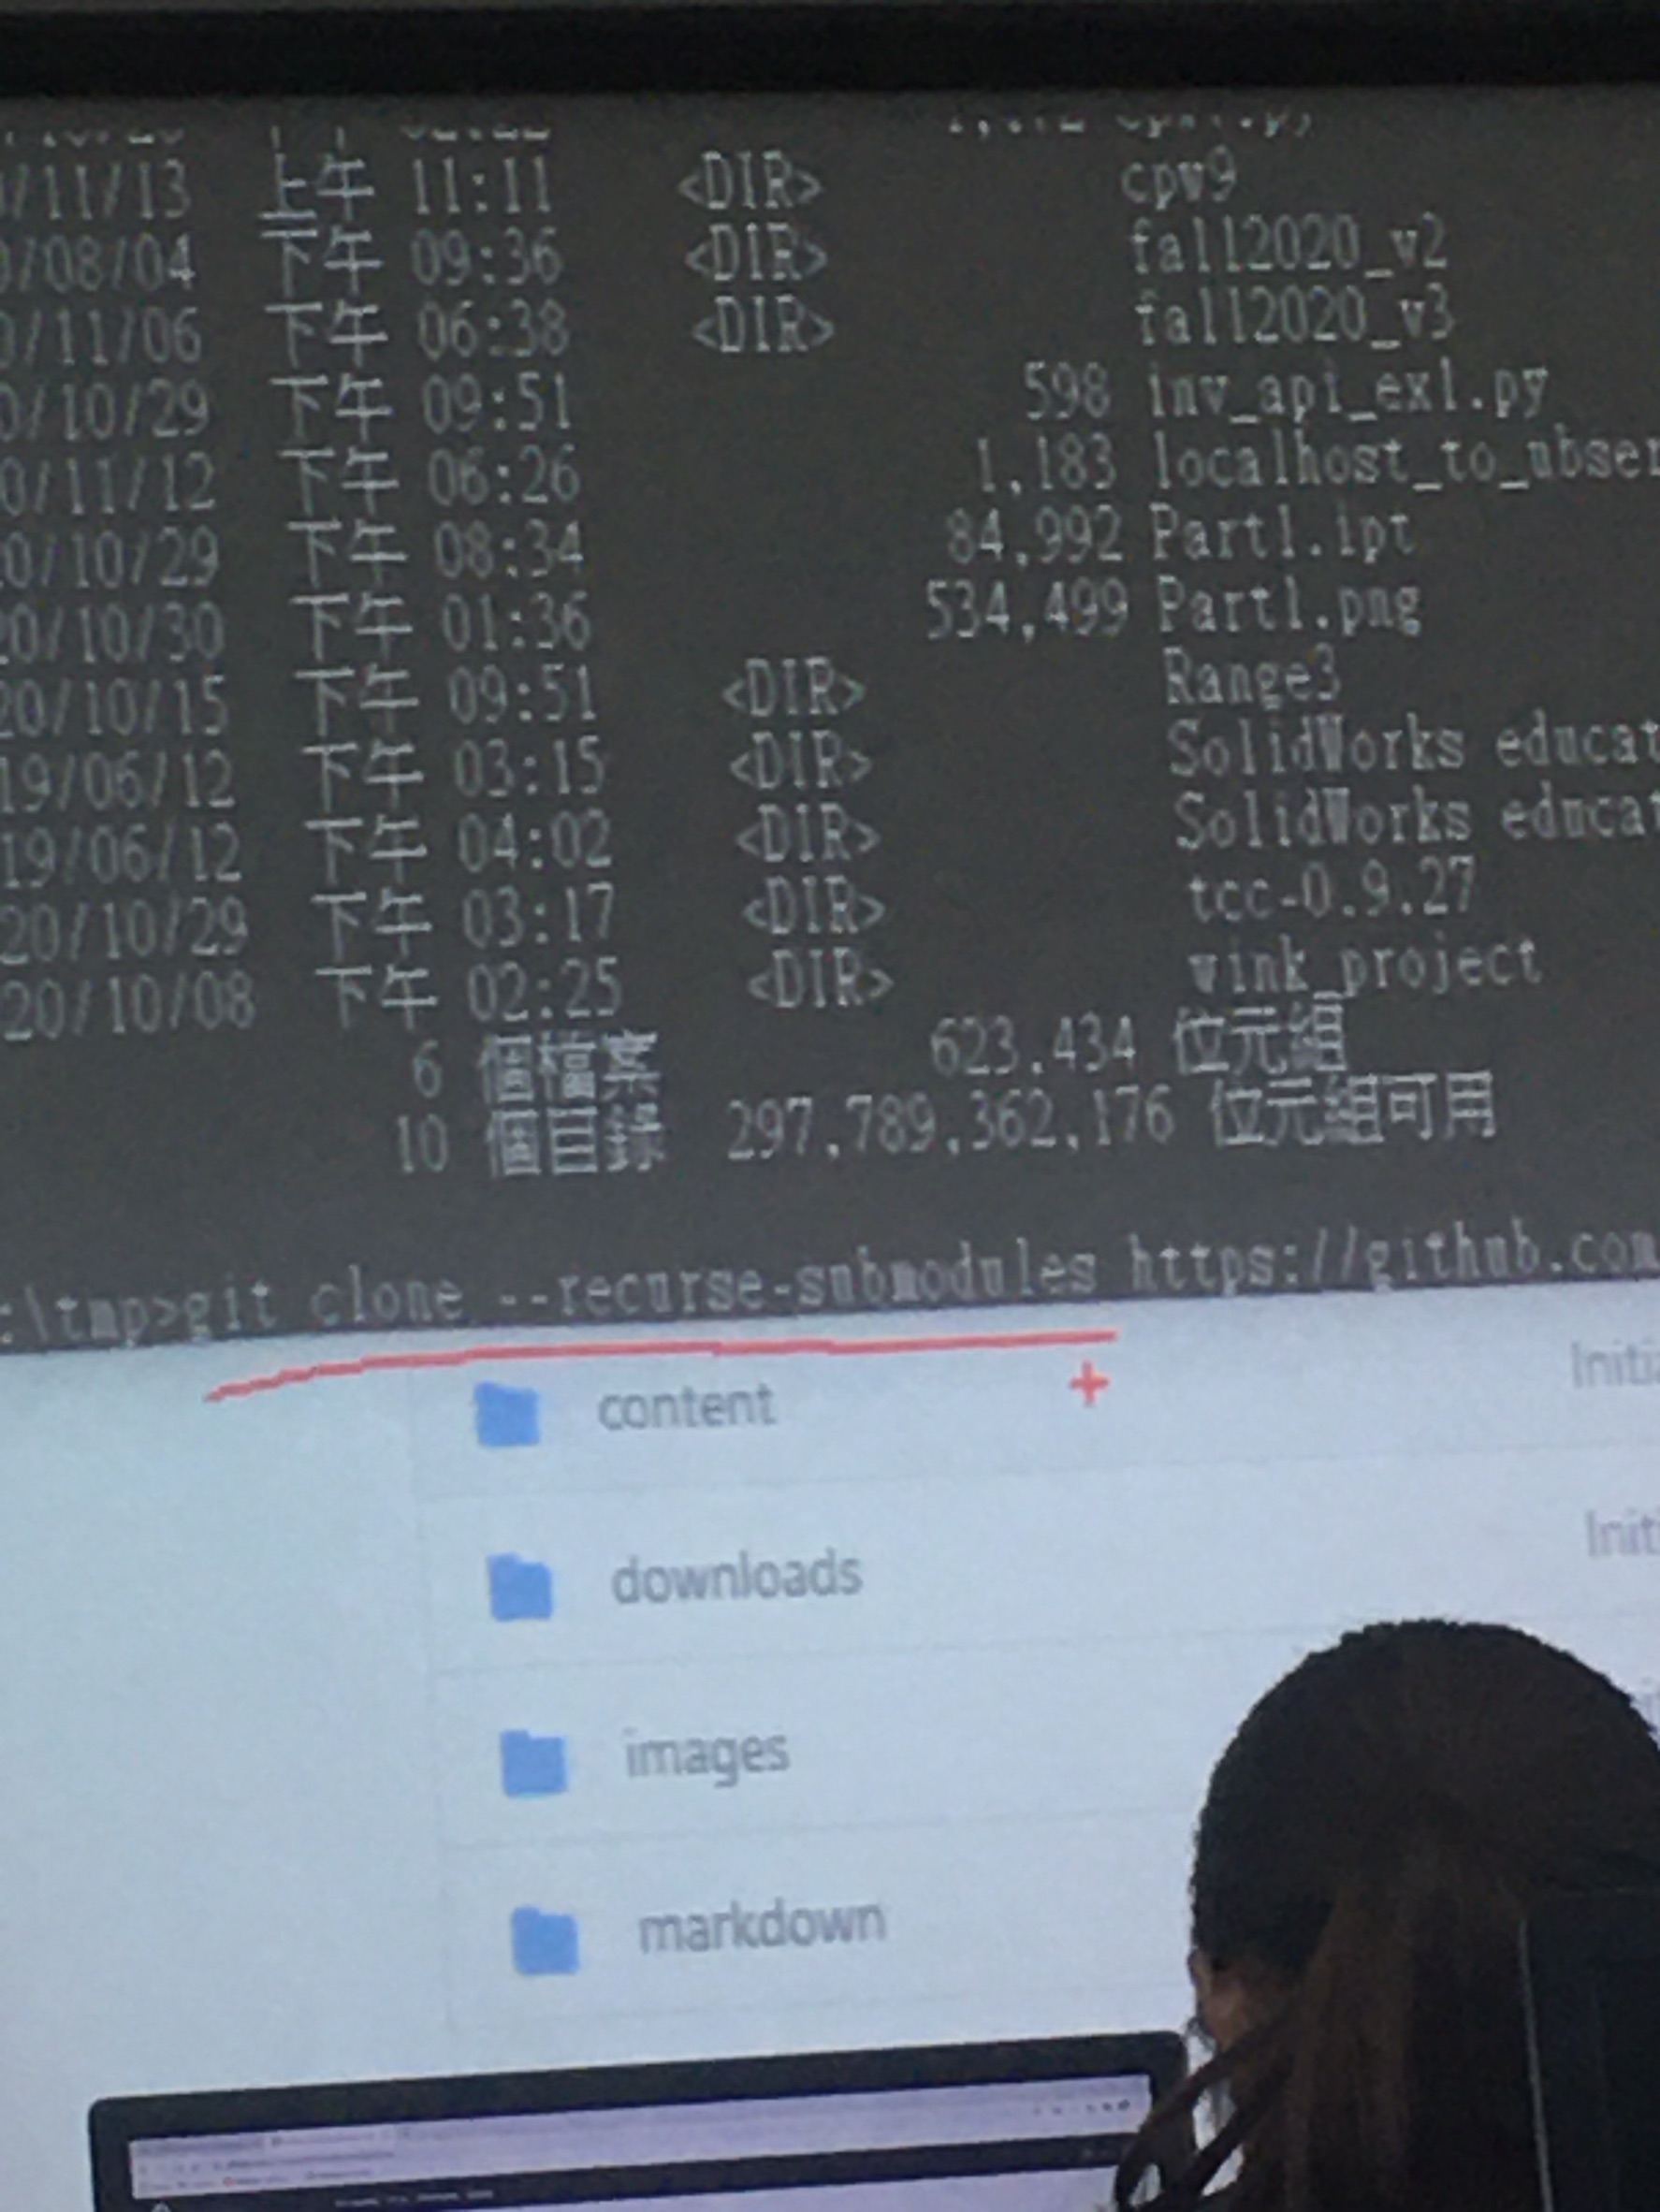 /11/13 上午 11:11 <DIR> cpw9
/08/04 下午 09:36 <DIR> fall2020_v2
0/11/06 下午 06:38 <DIR> fall2020_v3
0/10/29 下午 09:51 598 inv_api_ex1.py
0/11/12 下午 06:26 1,183 localhost_to_ubser
0/10/29 下午 08:34 84,992 Part1.ipt
20/10/30 下午 01:36 534,499 Part1.png
20/10/15 下午 09:51 <DIR> Range3
19/06/12 下午 03:15 <DIR> SolidWorks educat
19/06/12 下午 04:02 <DIR> SolidWorks educat
20/10/29 下午 03:17 <DIR> tcc-0.9.27
20/10/08 下午 02:25 <DIR> wink_project
6 個檔案 623,434 位元組
10 個目錄 297,789,362,176 位元組可用
:\tmp>git clone --recurse-submodules https://github.com
content Initia
downloads Initi
images
markdown